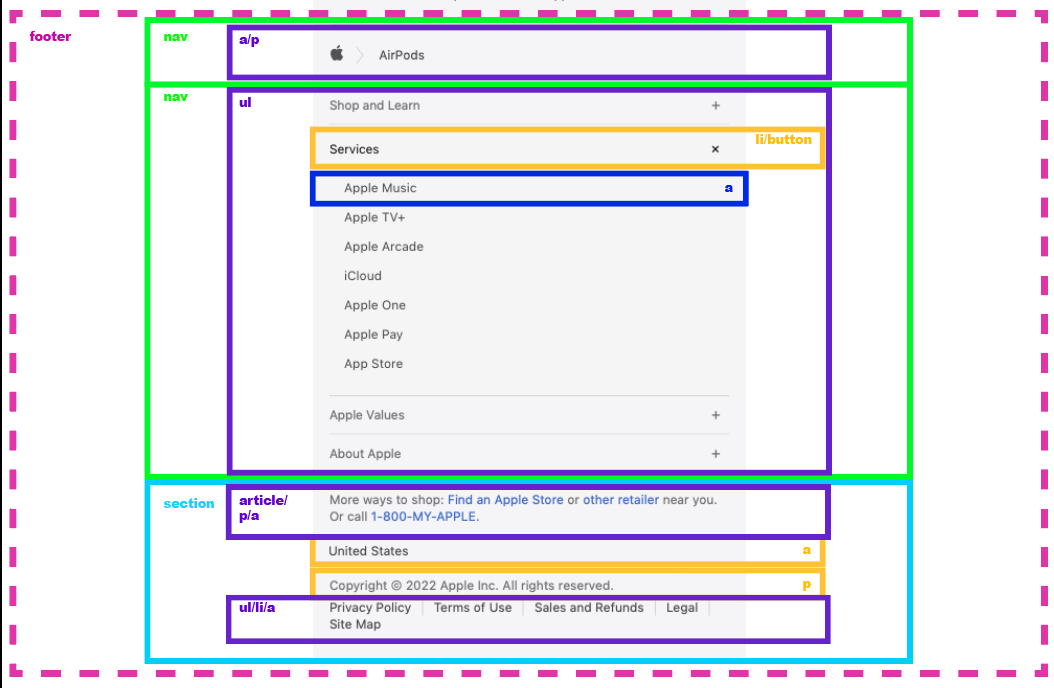 footer
nav
a/p
AirPods
nav
ul
Shop and Learn +
li/button
Services ×
Apple Music a
Apple TV+
Apple Arcade
iCloud
Apple One
Apple Pay
App Store
Apple Values +
About Apple +
section
article/
p/a
More ways to shop: Find an Apple Store or other retailer near you.
Or call 1-800-MY-APPLE.
United States a
Copyright © 2022 Apple Inc. All rights reserved. p
ul/li/a
Privacy Policy | Terms of Use | Sales and Refunds | Legal |
Site Map